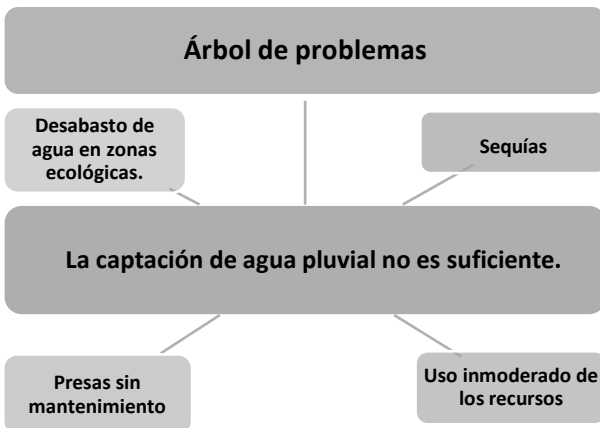 Árbol de problemas
Desabasto de
agua en zonas
ecológicas.
Sequías
La captación de agua pluvial no es suficiente.
Presas sin
mantenimiento
Uso inmoderado de
los recursos